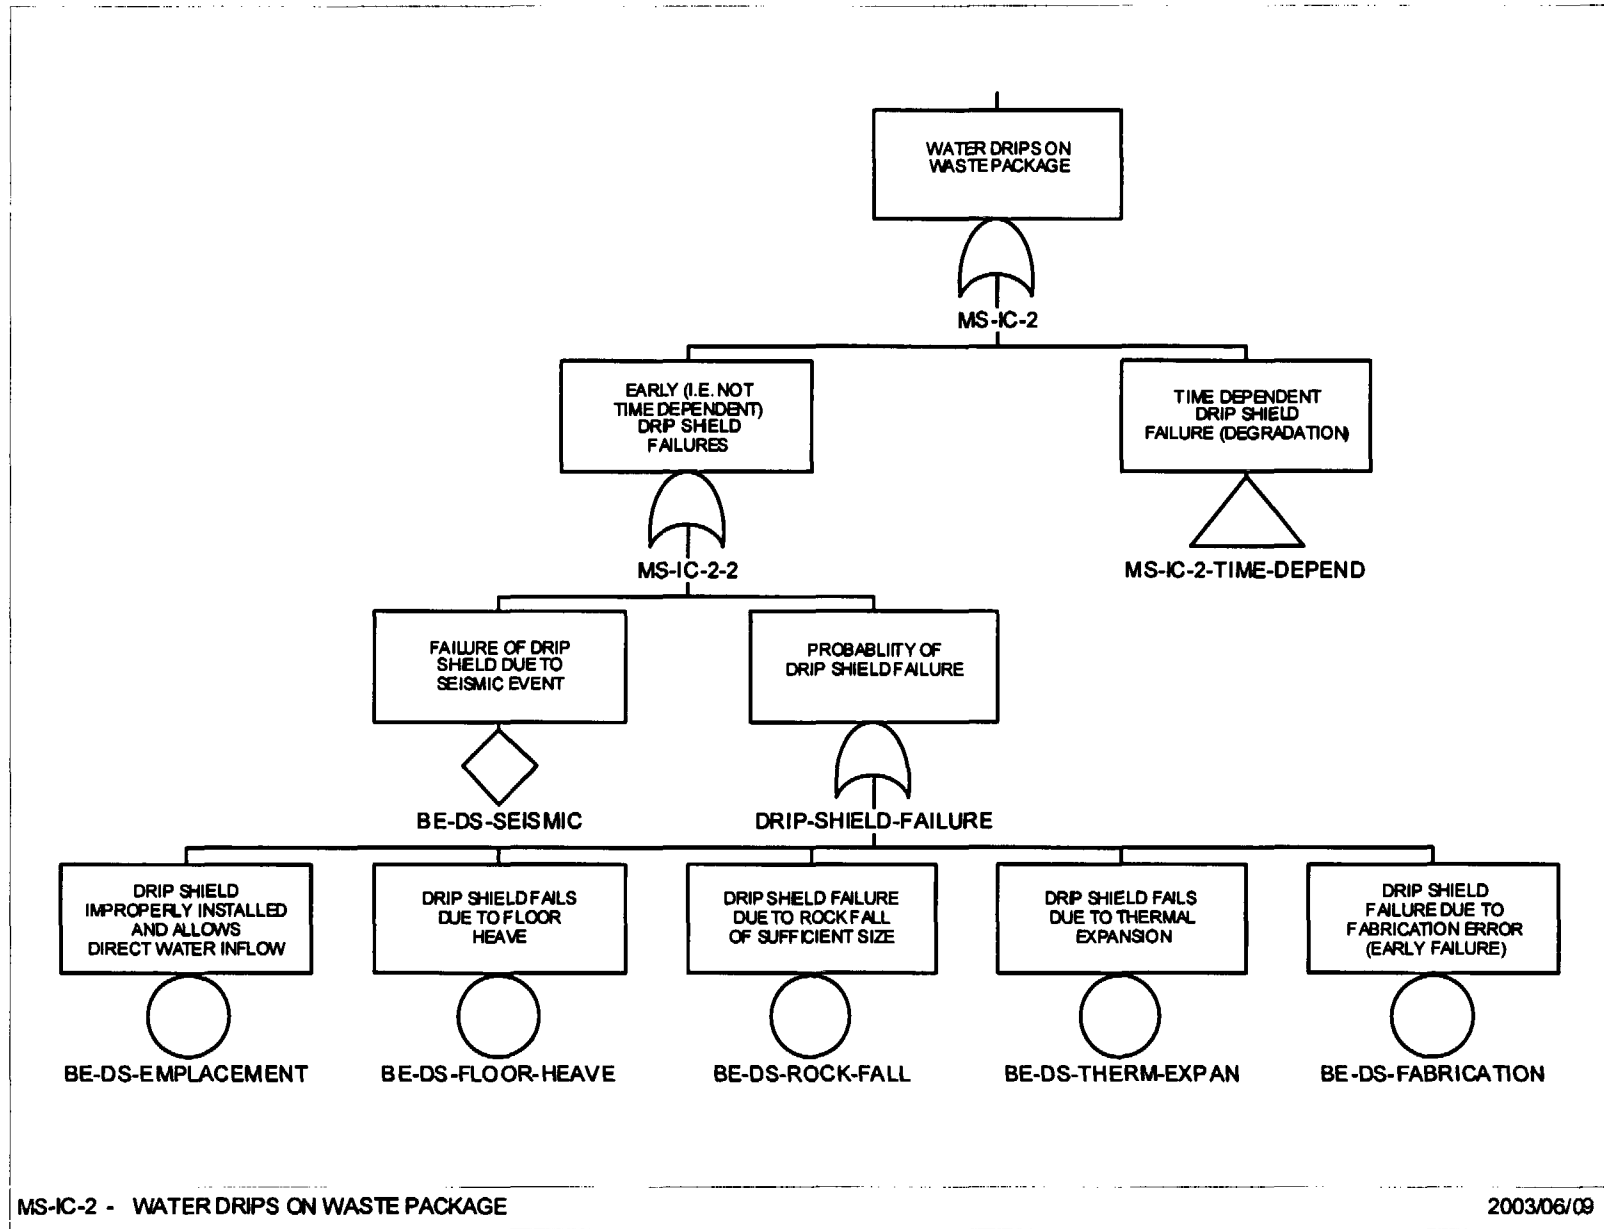 WATER DRIPS ON
WASTE PACKAGE
MS-IC-2
EARLY (I.E. NOT
TIME DEPENDENT)
DRIP SHIELD
FAILURES
MS-IC-2-2
TIME DEPENDENT
DRIP SHIELD
FAILURE (DEGRADATION)
MS-IC-2-TIME-DEPEND
FAILURE OF DRIP
SHIELD DUE TO
SEISMIC EVENT
BE-DS-SEISMIC
PROBABLIITY OF
DRIP SHIELD FAILURE
DRIP-SHIELD-FAILURE
DRIP SHIELD
IMPROPERLY INSTALLED
AND ALLOWS
DIRECT WATER INFLOW
BE-DS-EMPLACEMENT
DRIP SHIELD FAILS
DUE TO FLOOR
HEAVE
BE-DS-FLOOR-HEAVE
DRIP SHIELD FAILURE
DUE TO ROCK FALL
OF SUFFICIENT SIZE
BE-DS-ROCK-FALL
DRIP SHIELD FAILS
DUE TO THERMAL
EXPANSION
BE-DS-THERM-EXPAN
DRIP SHIELD
FAILURE DUE TO
FABRICATION ERROR
(EARLY FAILURE)
BE-DS-FABRICATION
MS-IC-2 - WATER DRIPS ON WASTE PACKAGE
2003/06/09